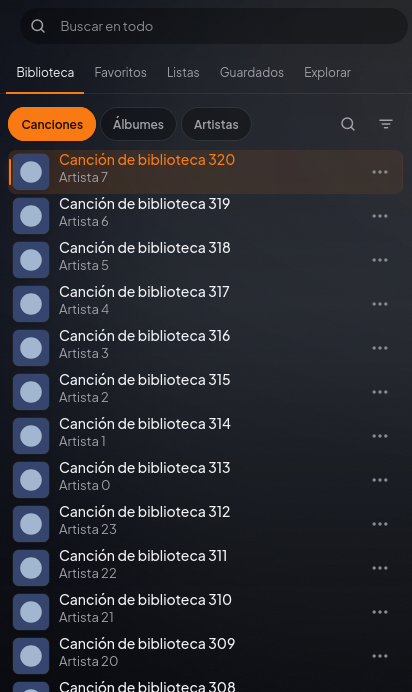 Buscar en todo
Biblioteca Favoritos Listas Guardados Explorar
Canciones Álbumes Artistas
Canción de biblioteca 320
Artista 7
Canción de biblioteca 319
Artista 6
Canción de biblioteca 318
Artista 5
Canción de biblioteca 317
Artista 4
Canción de biblioteca 316
Artista 3
Canción de biblioteca 315
Artista 2
Canción de biblioteca 314
Artista 1
Canción de biblioteca 313
Artista 0
Canción de biblioteca 312
Artista 23
Canción de biblioteca 311
Artista 22
Canción de biblioteca 310
Artista 21
Canción de biblioteca 309
Artista 20
Canción de biblioteca 308